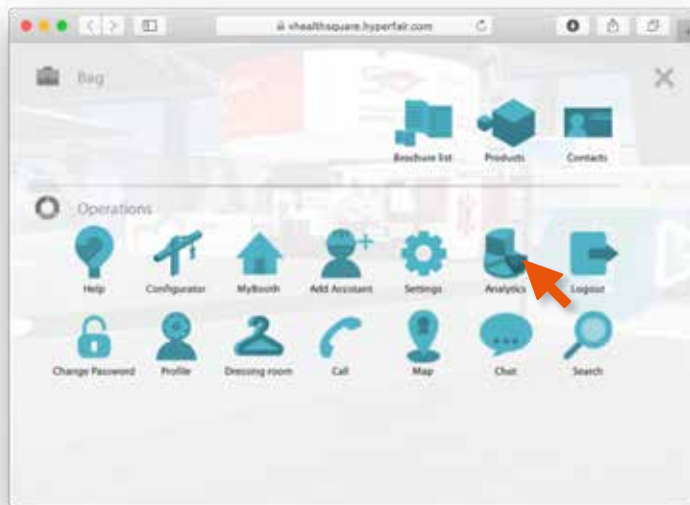 vhealthsquare.hyperfair.com
Bag
Brochure list Products Contacts
Operations
Help Configurator MyBooth Add Assistant Settings Analytics Logout
Change Password Profile Dressing room Call Map Chat Search